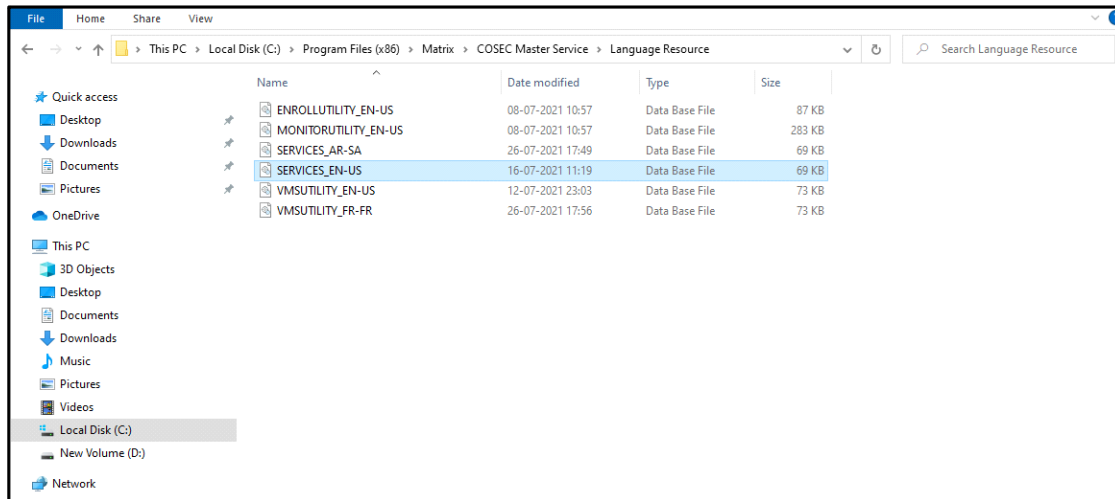 File Home Share View
This PC > Local Disk (C:) > Program Files (x86) > Matrix > COSEC Master Service > Language Resource
Search Language Resource
Name Date modified Type Size
Quick access
Desktop
Downloads
Documents
Pictures
OneDrive
This PC
3D Objects
Desktop
Documents
Downloads
Music
Pictures
Videos
Local Disk (C:)
New Volume (D:)
Network
ENROLLUTILITY_EN-US 08-07-2021 10:57 Data Base File 87 KB
MONITORUTILITY_EN-US 08-07-2021 10:57 Data Base File 283 KB
SERVICES_AR-SA 26-07-2021 17:49 Data Base File 69 KB
SERVICES_EN-US 16-07-2021 11:19 Data Base File 69 KB
VMSUTILITY_EN-US 12-07-2021 23:03 Data Base File 73 KB
VMSUTILITY_FR-FR 26-07-2021 17:56 Data Base File 73 KB